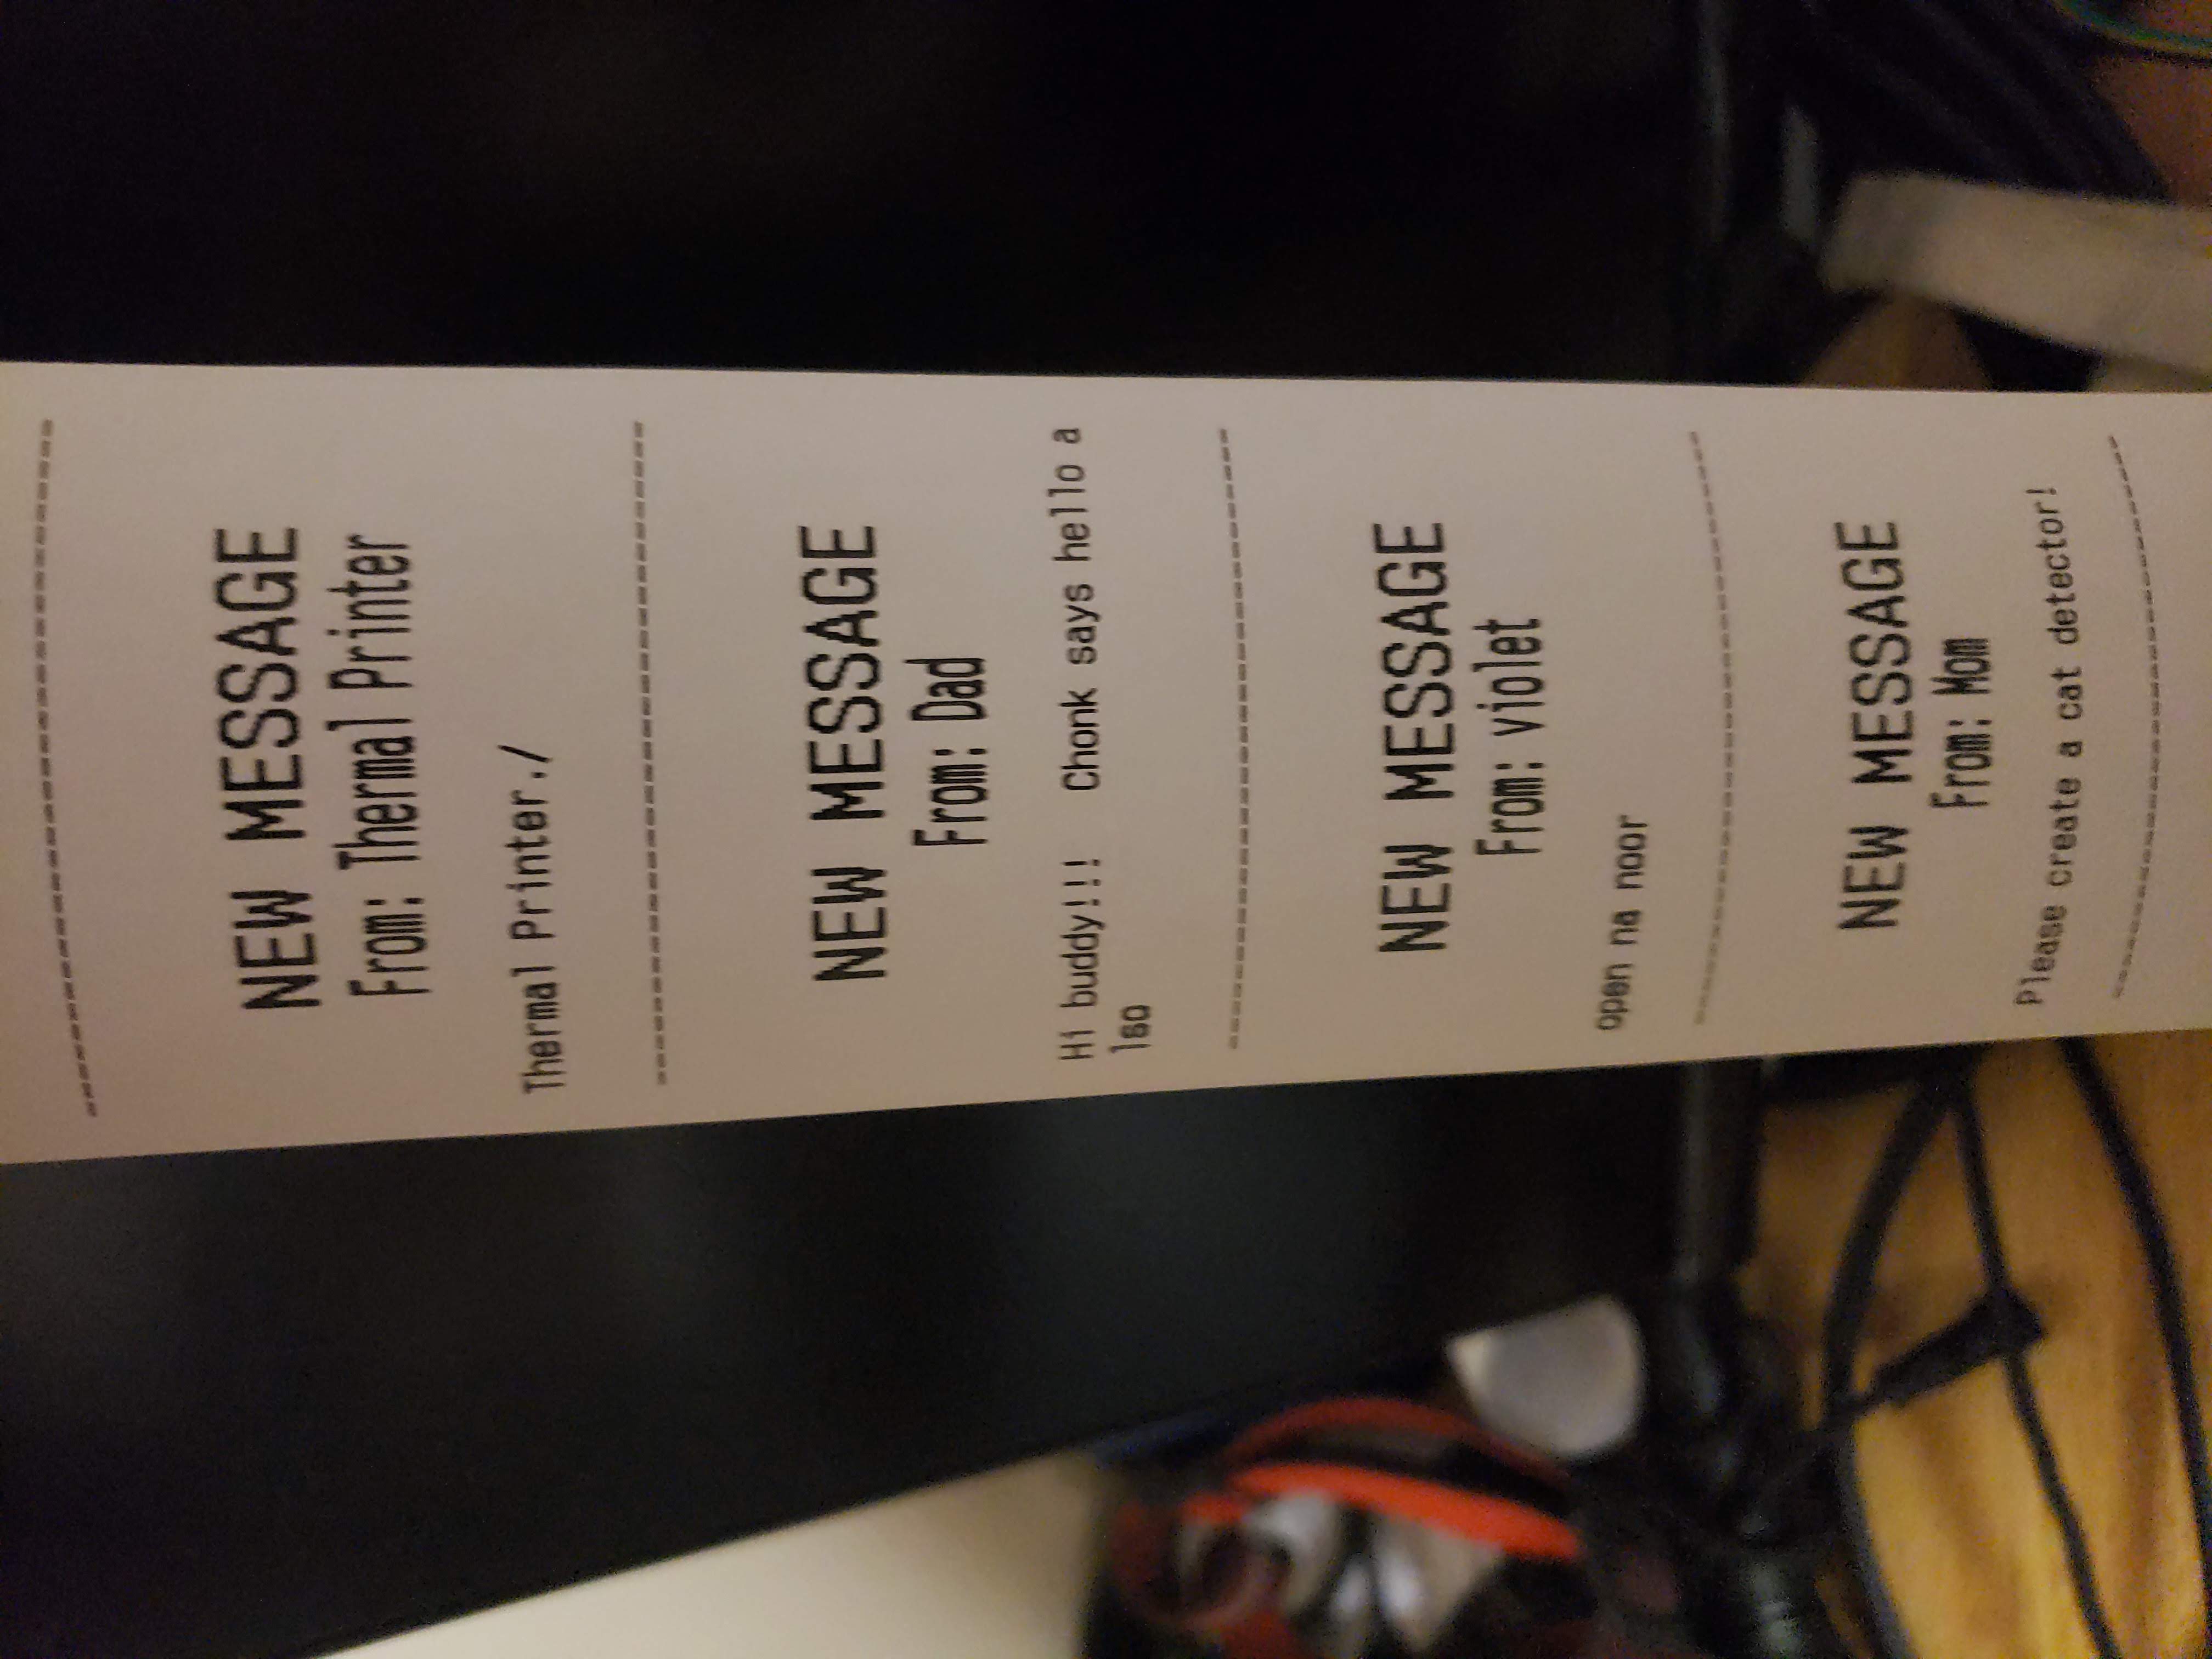 --------------------------------
NEW MESSAGE
From: Thermal Printer
Thermal Printer./
--------------------------------
NEW MESSAGE
From: Dad
Hi buddy!!!   Chonk says hello a
lso
--------------------------------
NEW MESSAGE
From: violet
open na noor
--------------------------------
NEW MESSAGE
From: Mom
Please create a cat detector!
--------------------------------